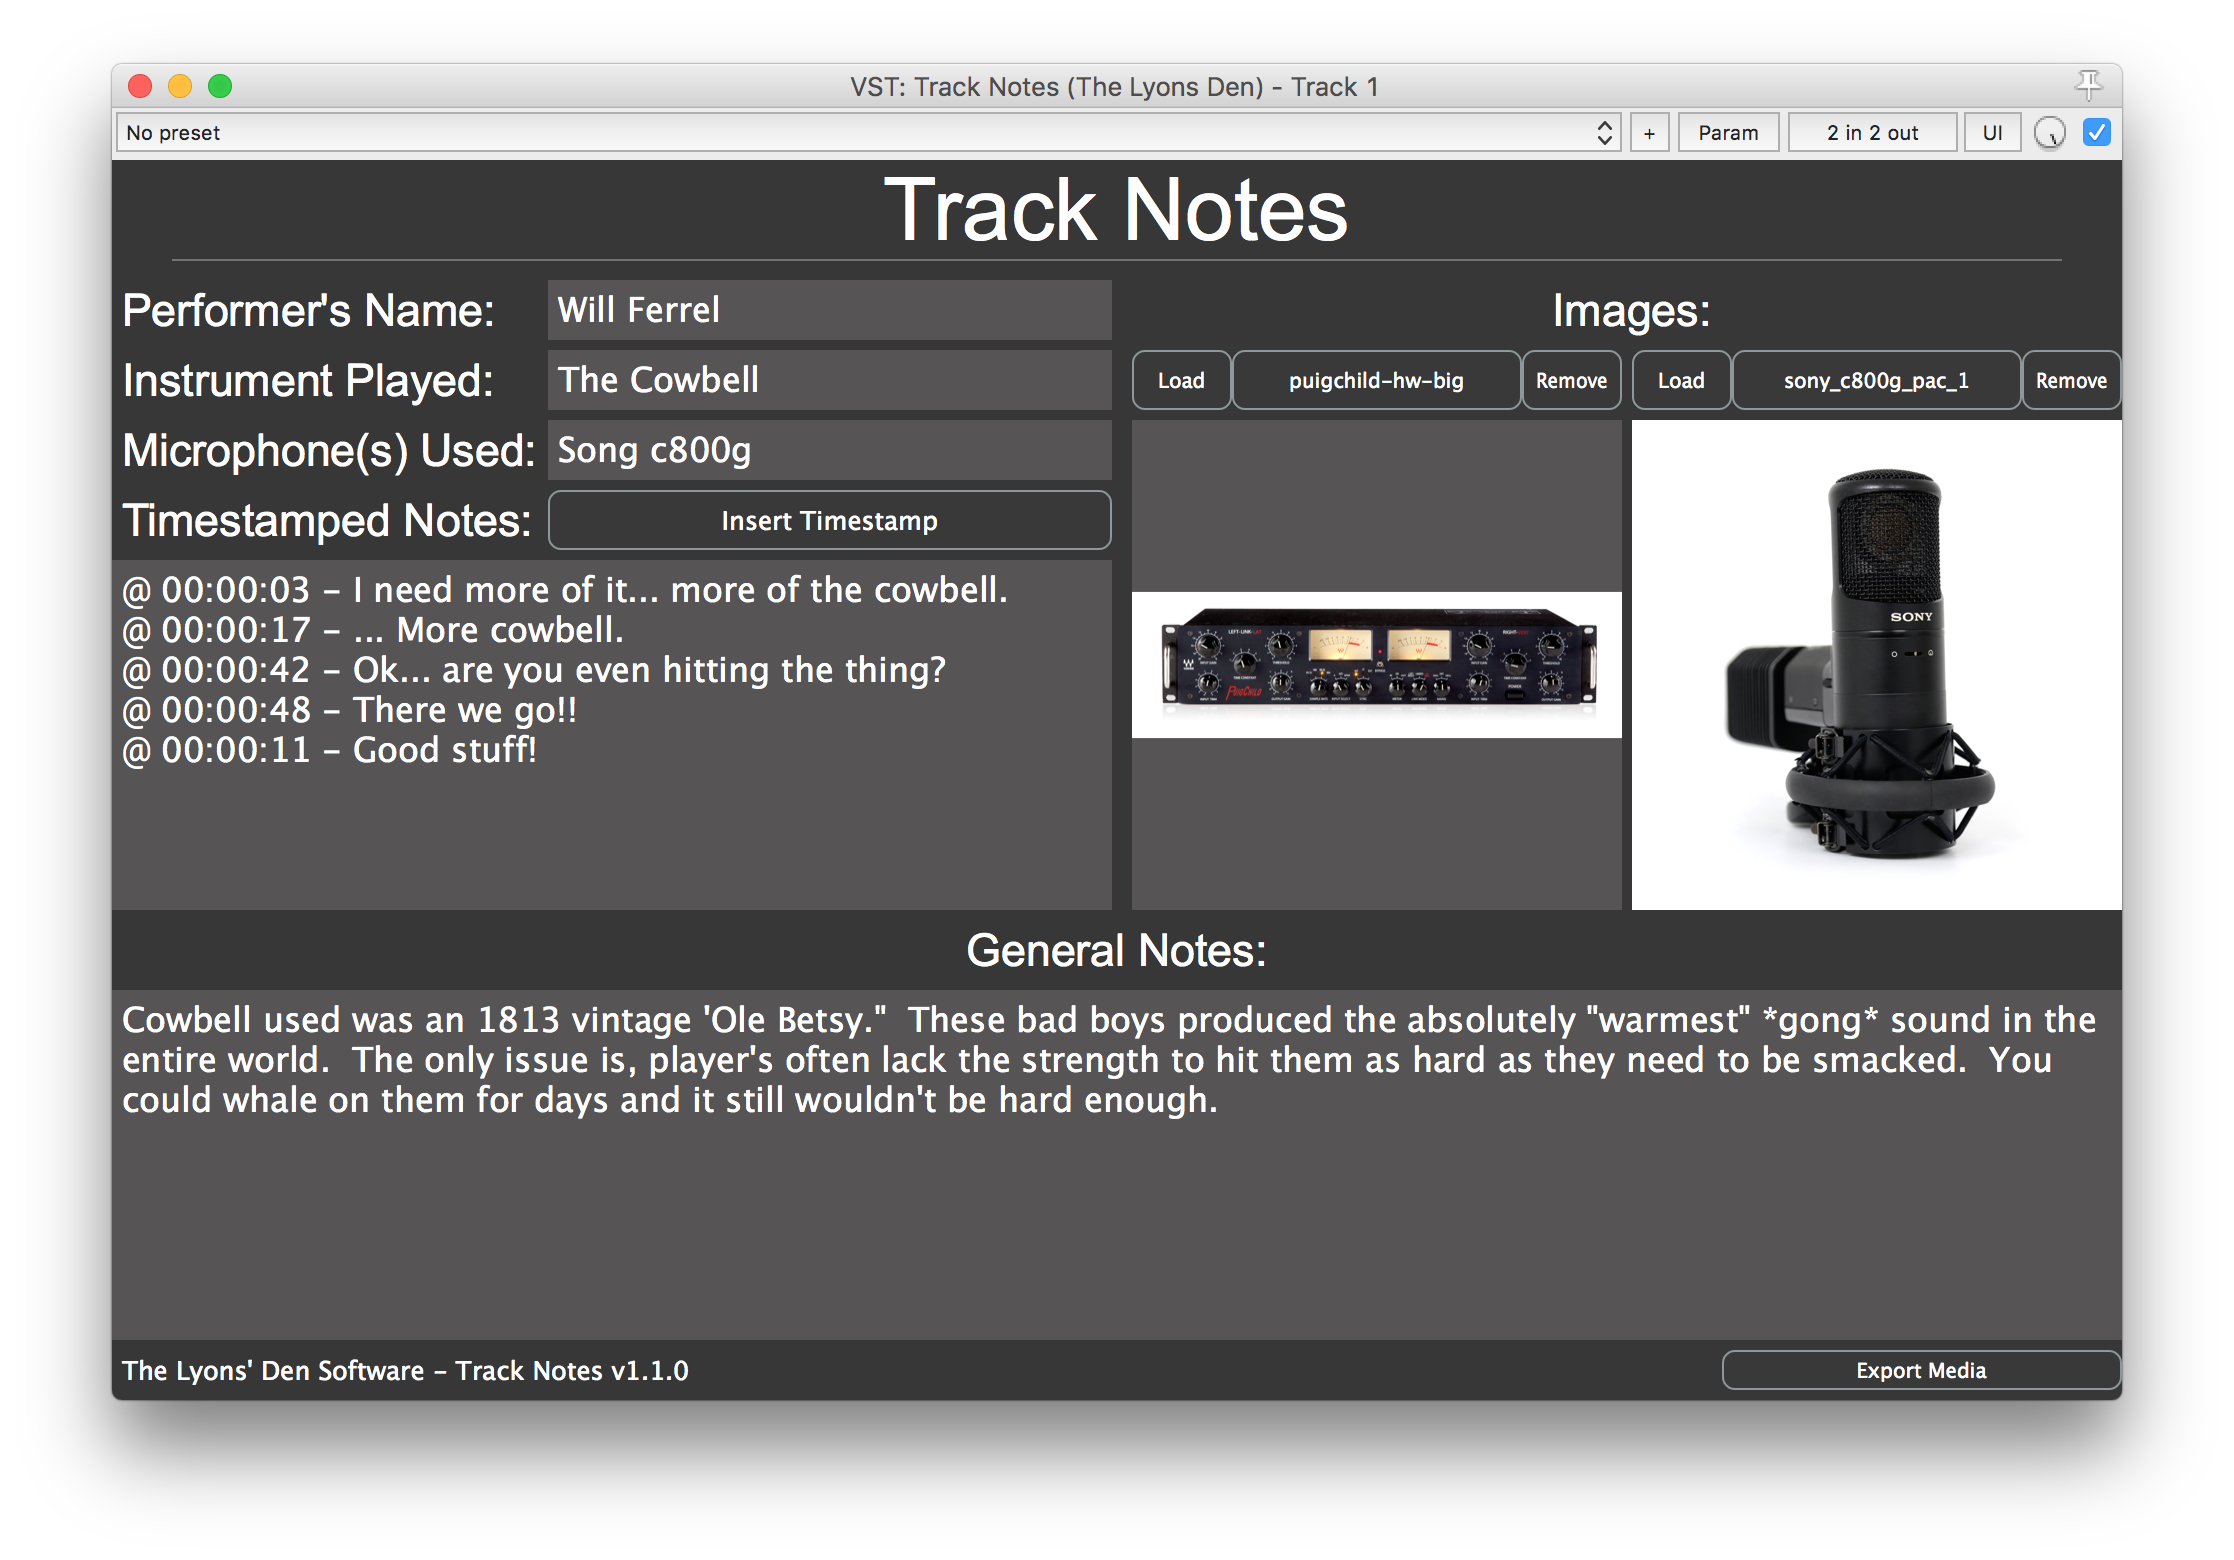 VST: Track Notes (The Lyons Den) - Track 1
No preset
+
Param
2 in 2 out
UI
Track Notes
Performer's Name:
Will Ferrel
Instrument Played:
The Cowbell
Microphone(s) Used:
Song c800g
Timestamped Notes:
Insert Timestamp
@ 00:00:03 – I need more of it... more of the cowbell.
@ 00:00:17 – ... More cowbell.
@ 00:00:42 – Ok... are you even hitting the thing?
@ 00:00:48 – There we go!!
@ 00:00:11 – Good stuff!
Images:
Load
puigchild-hw-big
Remove
Load
sony_c800g_pac_1
Remove
PUIGCHILD
SONY
General Notes:
Cowbell used was an 1813 vintage 'Ole Betsy."  These bad boys produced the absolutely "warmest" *gong* sound in the
entire world.  The only issue is, player's often lack the strength to hit them as hard as they need to be smacked.  You
could whale on them for days and it still wouldn't be hard enough.
The Lyons' Den Software – Track Notes v1.1.0
Export Media